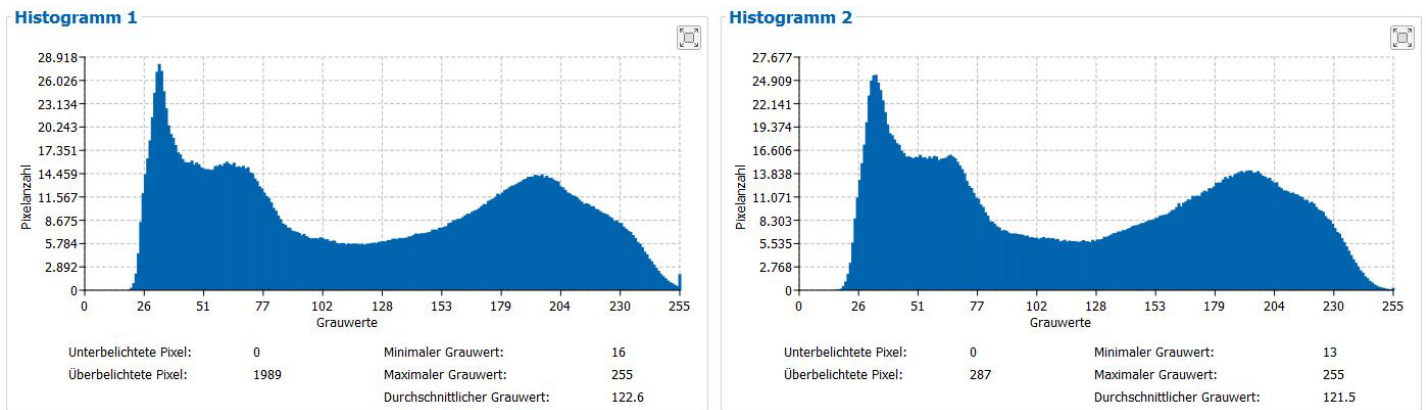 Histogramm 1
28.918
26.026
23.134
20.243
17.351
14.459
11.567
8.675
5.784
2.892
0
Pixelanzahl
0 26 51 77 102 128 153 179 204 230 255
Grauwerte
Unterbelichtete Pixel: 0 Minimaler Grauwert: 16
Überbelichtete Pixel: 1989 Maximaler Grauwert: 255
Durchschnittlicher Grauwert: 122.6
Histogramm 2
27.677
24.909
22.141
19.374
16.606
13.838
11.071
8.303
5.535
2.768
0
Pixelanzahl
0 26 51 77 102 128 153 179 204 230 255
Grauwerte
Unterbelichtete Pixel: 0 Minimaler Grauwert: 13
Überbelichtete Pixel: 287 Maximaler Grauwert: 255
Durchschnittlicher Grauwert: 121.5